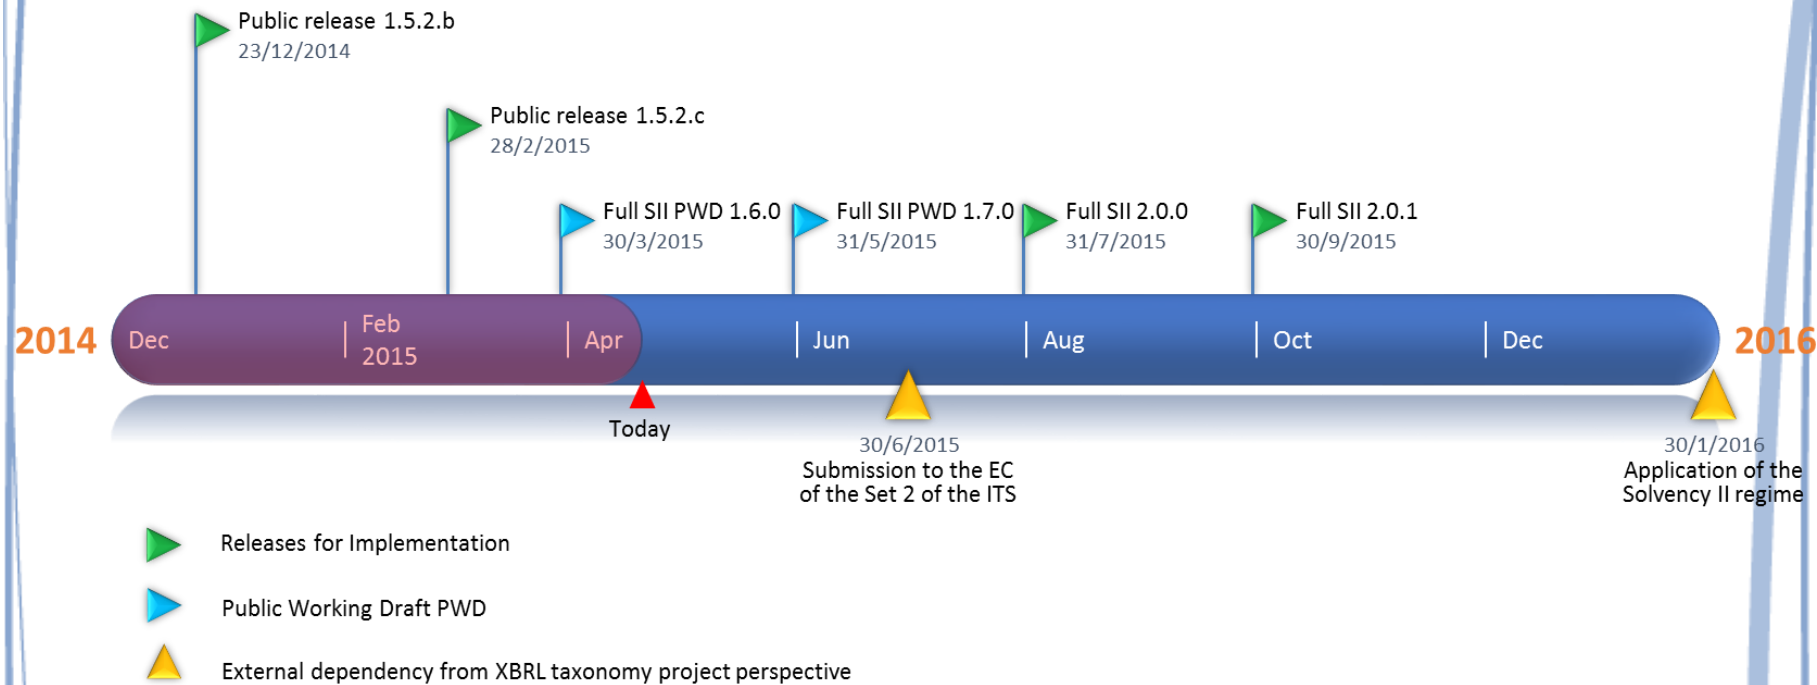 Public release 1.5.2.b
23/12/2014
Public release 1.5.2.c
28/2/2015
Full SII PWD 1.6.0
30/3/2015
Full SII PWD 1.7.0
31/5/2015
Full SII 2.0.0
31/7/2015
Full SII 2.0.1
30/9/2015
2014
Dec
Feb
2015
Apr
Jun
Aug
Oct
Dec
2016
Today
30/6/2015
Submission to the EC
of the Set 2 of the ITS
30/1/2016
Application of the
Solvency II regime
Releases for Implementation
Public Working Draft PWD
External dependency from XBRL taxonomy project perspective